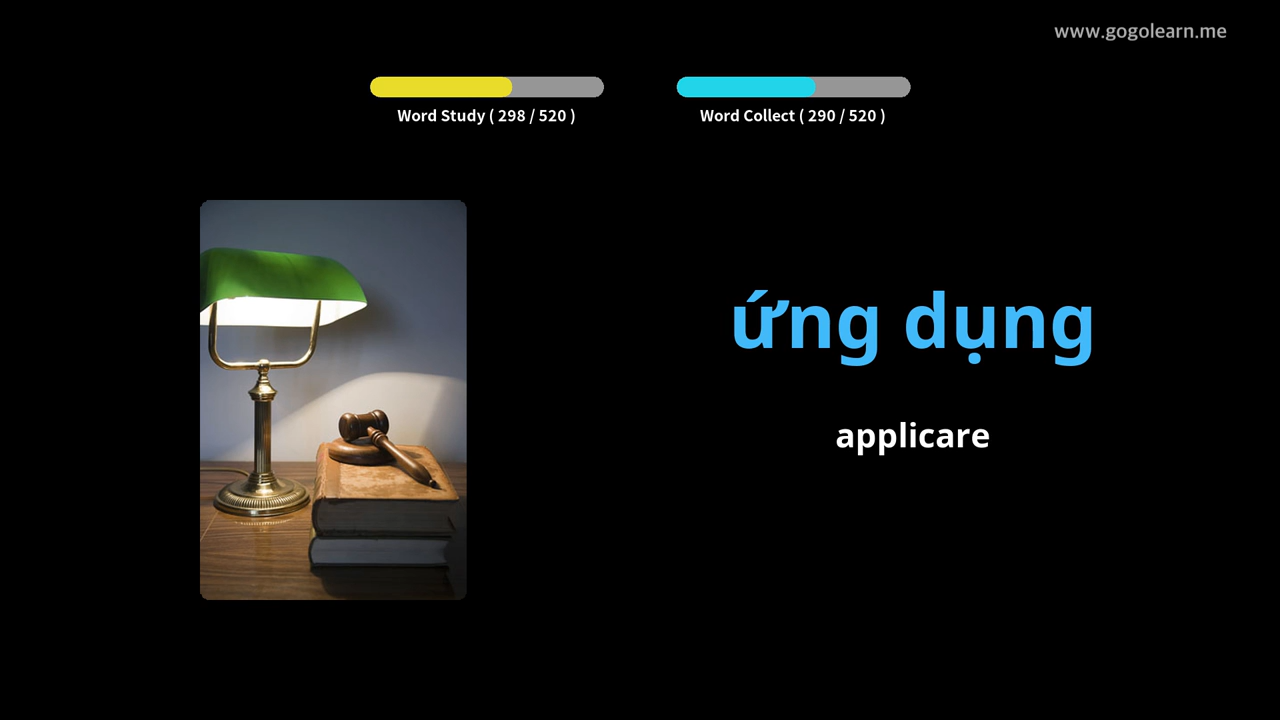 www.gogolearn.me
Word Study ( 298 / 520 )
Word Collect ( 290 / 520 )
ứng dụng
applicare